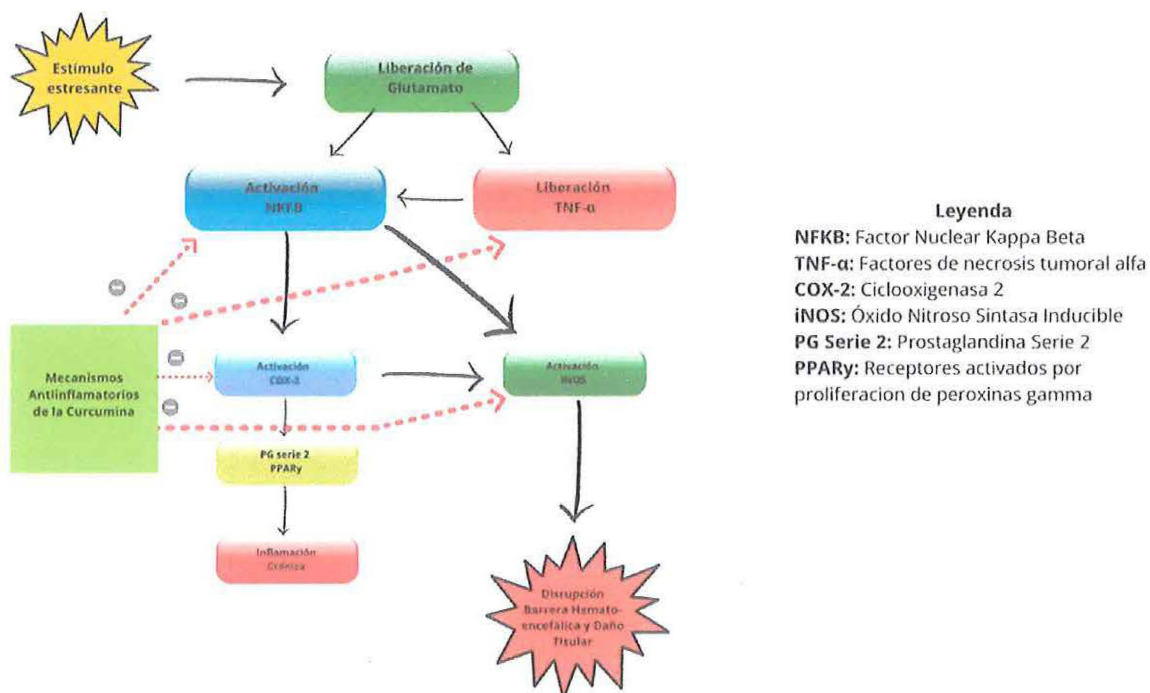 Estímulo
estresante
Liberación de
Glutamato
Activación
NKFB
Liberación
TNF-α
Mecanismos
Antiinflamatorios
de la Curcumina
Activación
COX-2
Activación
iNOS
PG serie 2
PPARy
Inflamación
Crónica
Disrupción
Barrera Hemato-
encefálica y Daño
Tisular
Leyenda
NFKB: Factor Nuclear Kappa Beta
TNF-α: Factores de necrosis tumoral alfa
COX-2: Ciclooxigenasa 2
iNOS: Óxido Nitroso Sintasa Inducible
PG Serie 2: Prostaglandina Serie 2
PPARy: Receptores activados por
proliferacion de peroxinas gamma